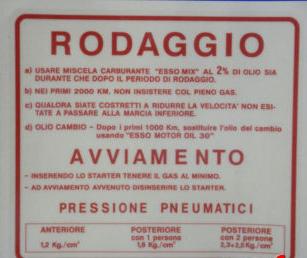 RODAGGIO
a) USARE MISCELA CARBURANTE "ESSO MIX" AL 2% DI OLIO SIA
DURANTE CHE DOPO IL PERIODO DI RODAGGIO.
b) NEI PRIMI 2000 KM. NON INSISTERE COL PIENO GAS.
c) QUALORA SIATE COSTRETTI A RIDURRE LA VELOCITA' NON ESI-
TATE A PASSARE ALLA MARCIA INFERIORE.
d) OLIO CAMBIO - Dopo i primi 1000 Km. sostituire l'olio del cambio
usando "ESSO MOTOR OIL 30"
AVVIAMENTO
- INSERENDO LO STARTER TENERE IL GAS AL MINIMO.
- AD AVVIAMENTO AVVENUTO DISINSERIRE LO STARTER.
PRESSIONE PNEUMATICI
ANTERIORE POSTERIORE POSTERIORE
con 1 persona con 2 persone
1,2 Kg./cm² 1,8 Kg./cm² 2,3÷2,5 Kg./cm²